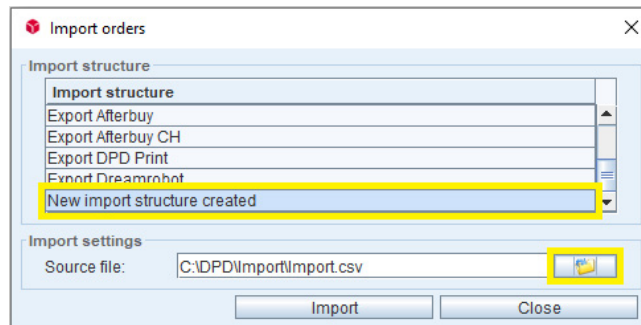 Import orders
Import structure
Import structure
Export Afterbuy
Export Afterbuy CH
Export DPD Print
Export Dreamrobot
New import structure created
Import settings
Source file: C:\DPD\Import\Import.csv
Import Close